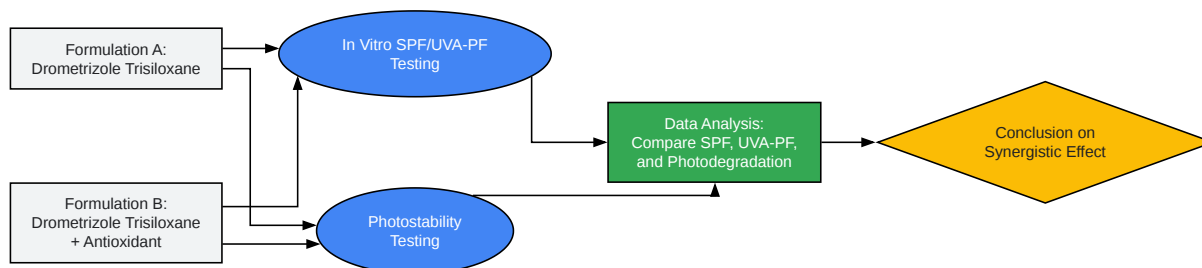 Formulation A:
Drometrizole Trisiloxane
In Vitro SPF/UVA-PF
Testing
Data Analysis:
Compare SPF, UVA-PF,
and Photodegradation
Conclusion on
Synergistic Effect
Formulation B:
Drometrizole Trisiloxane
+ Antioxidant
Photostability
Testing